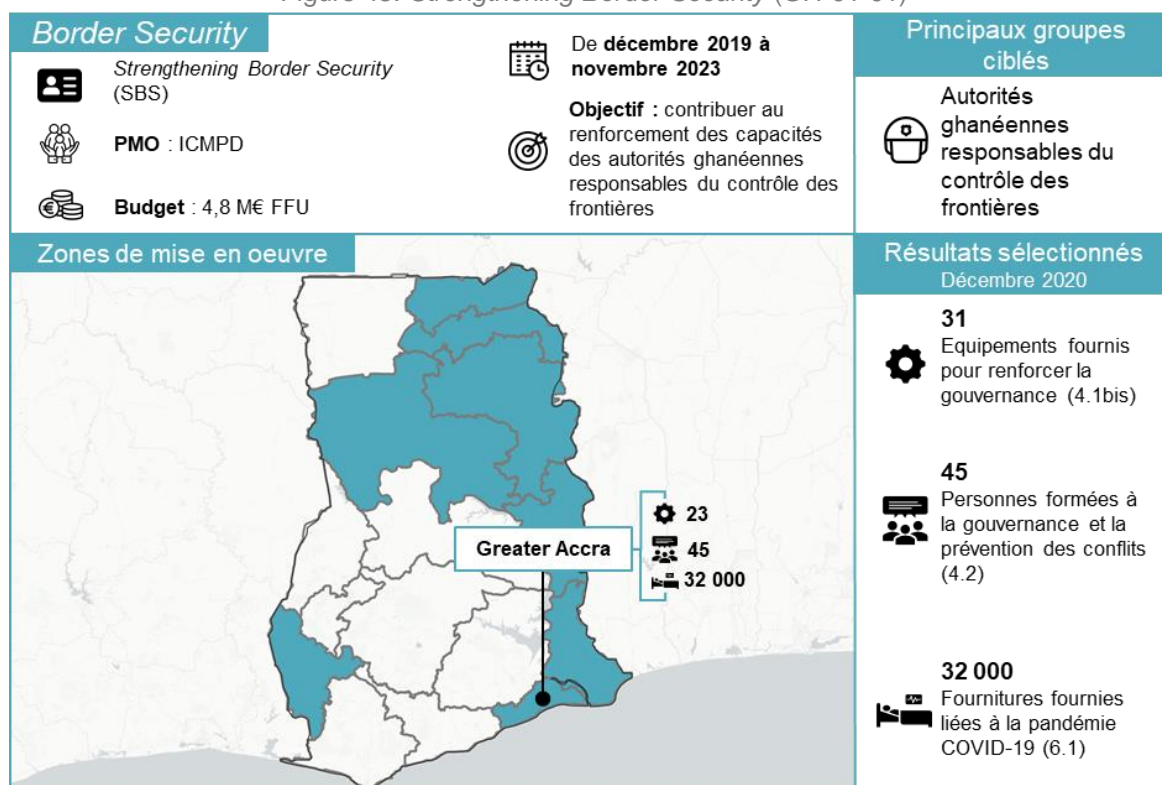 Border Security
Strengthening Border Security
(SBS)
PMO : ICMPD
Budget : 4,8 M€ FFU
De décembre 2019 à
novembre 2023
Objectif : contribuer au
renforcement des capacités
des autorités ghanéennes
responsables du contrôle des
frontières
Principaux groupes
ciblés
Autorités
ghanéennes
responsables du
contrôle des
frontières
Zones de mise en oeuvre
Greater Accra
23
45
32 000
Résultats sélectionnés
Décembre 2020
31
Equipements fournis
pour renforcer la
gouvernance (4.1bis)
45
Personnes formées à
la gouvernance et la
prévention des conflits
(4.2)
32 000
Fournitures fournies
liées à la pandémie
COVID-19 (6.1)